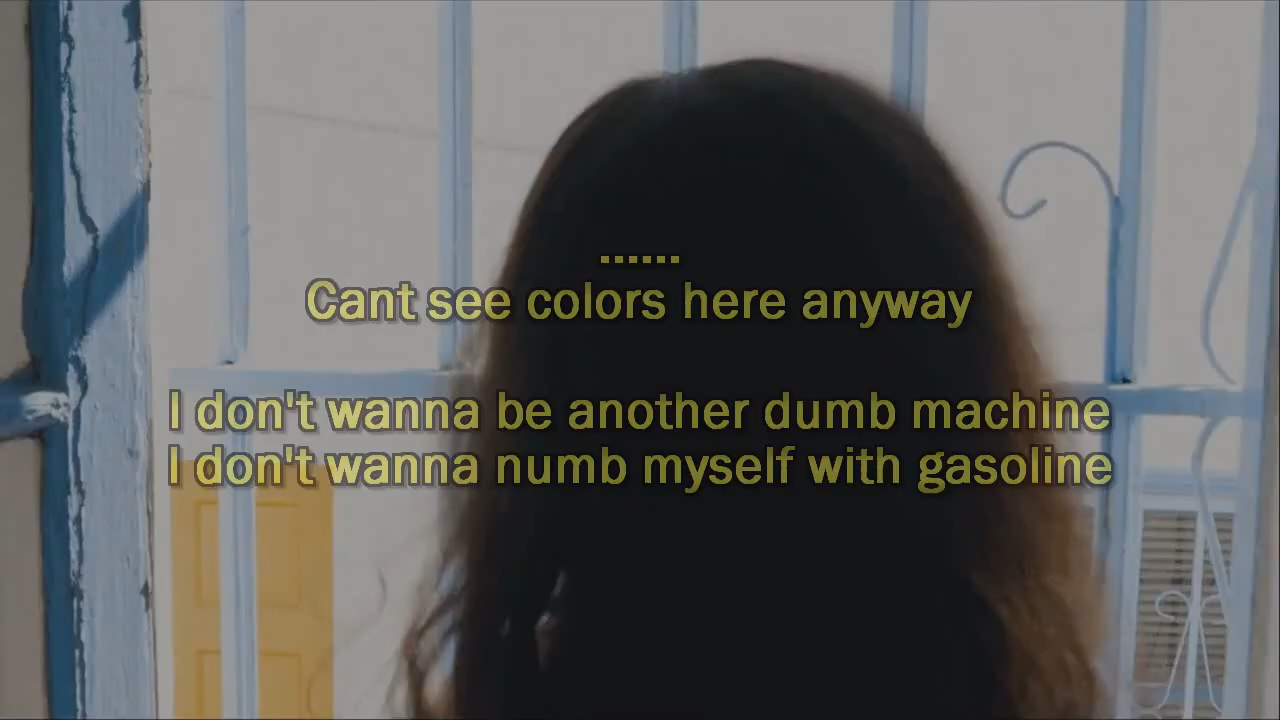 ......
Cant see colors here anyway
I don't wanna be another dumb machine
I don't wanna numb myself with gasoline